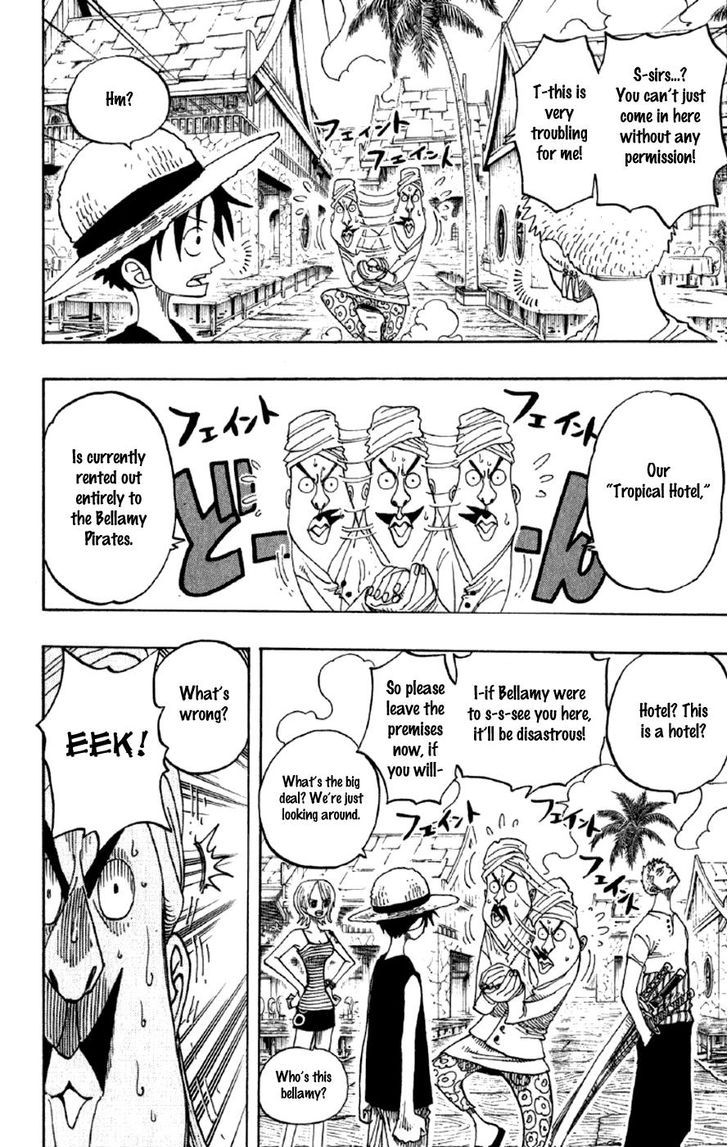 S-sirs...?
You can't just
come in here
without any
permission!
T-this is
very
troubling
for me!
フェイント
フェイント
Hm?
Our
"Tropical Hotel,"
フェイント
フェイント
どーーん
Is currently
rented out
entirely to
the Bellamy
Pirates.
Hotel? This
is a hotel?
I-if Bellamy were
to s-s-see you here,
it'll be disastrous!
So please
leave the
premises
now, if
you will-
What's the big
deal? We're just
looking around.
フェイント
フェイント
フェイント
Who's this
bellamy?
What's
wrong?
EEK!